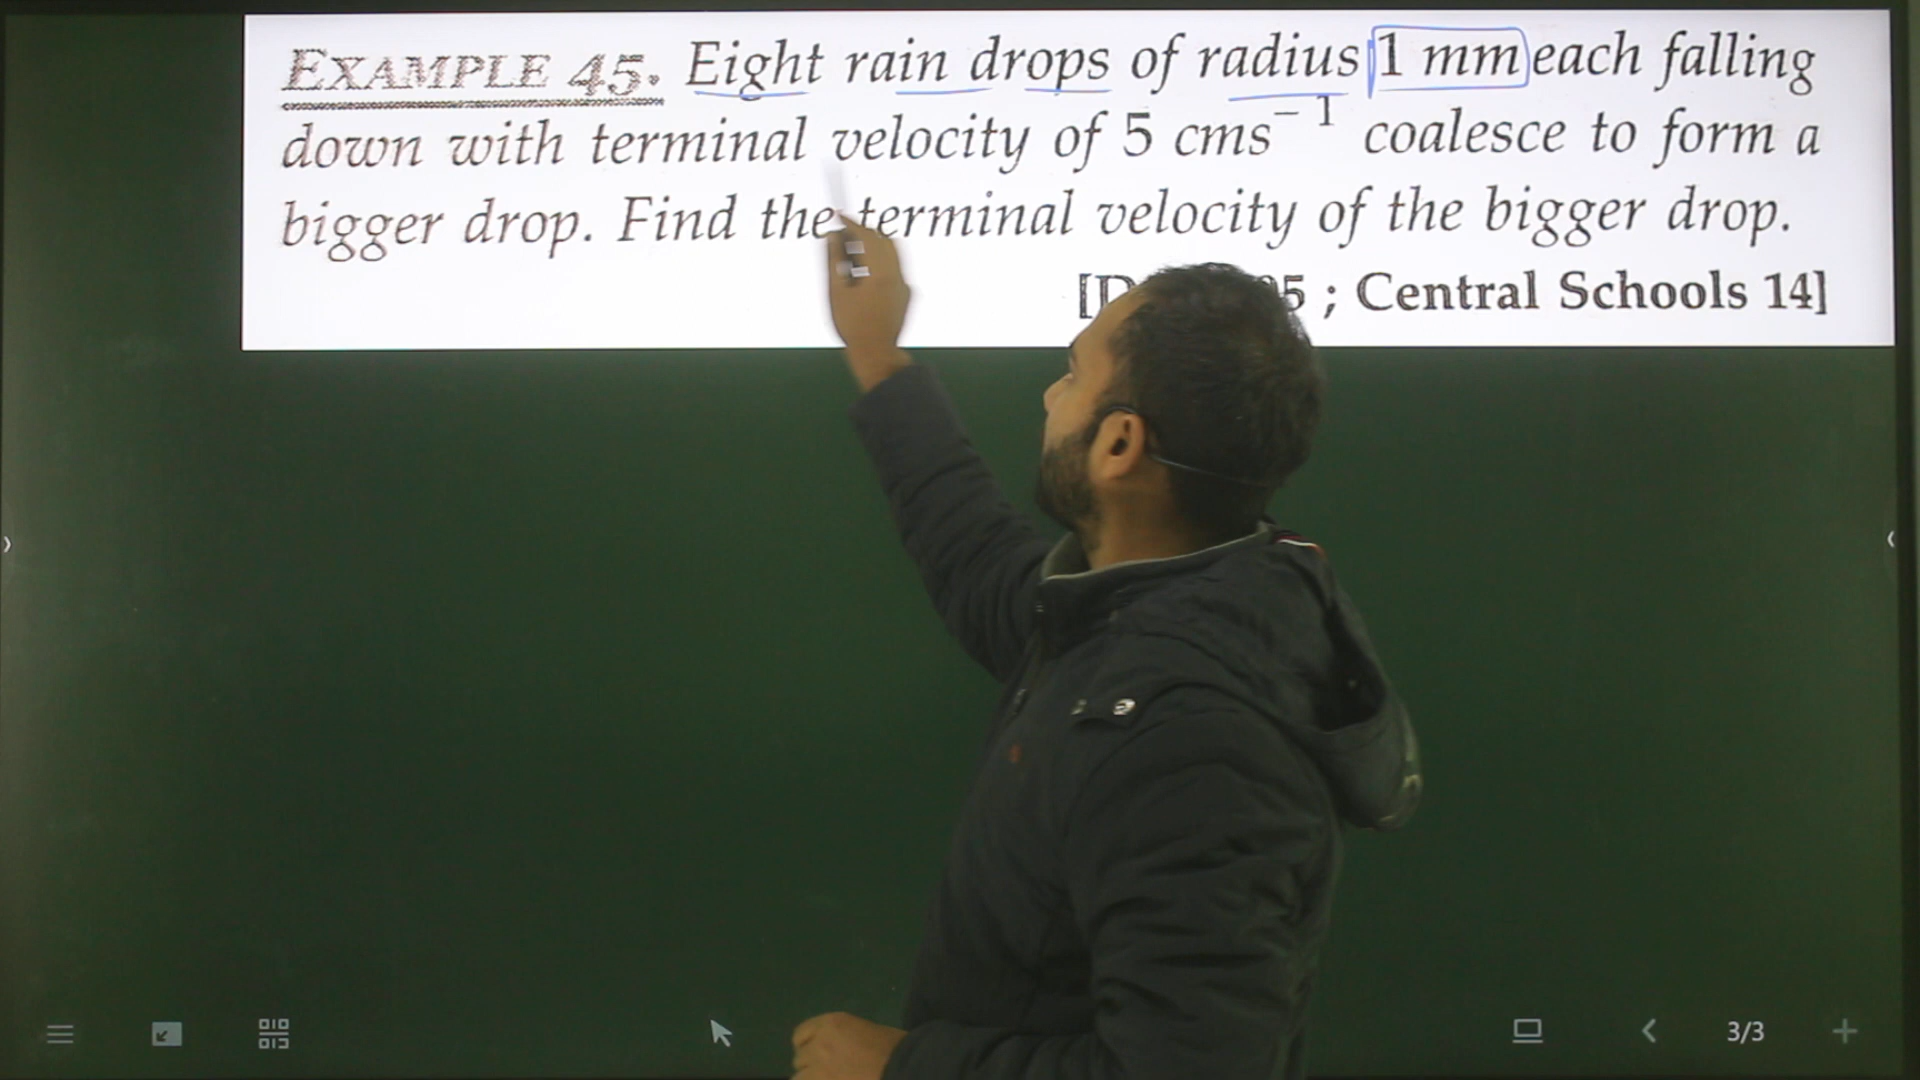 EXAMPLE 45. Eight rain drops of radius 1 mm each falling
down with terminal velocity of 5 cms⁻¹ coalesce to form a
bigger drop. Find the terminal velocity of the bigger drop.
5 ; Central Schools 14]
3/3